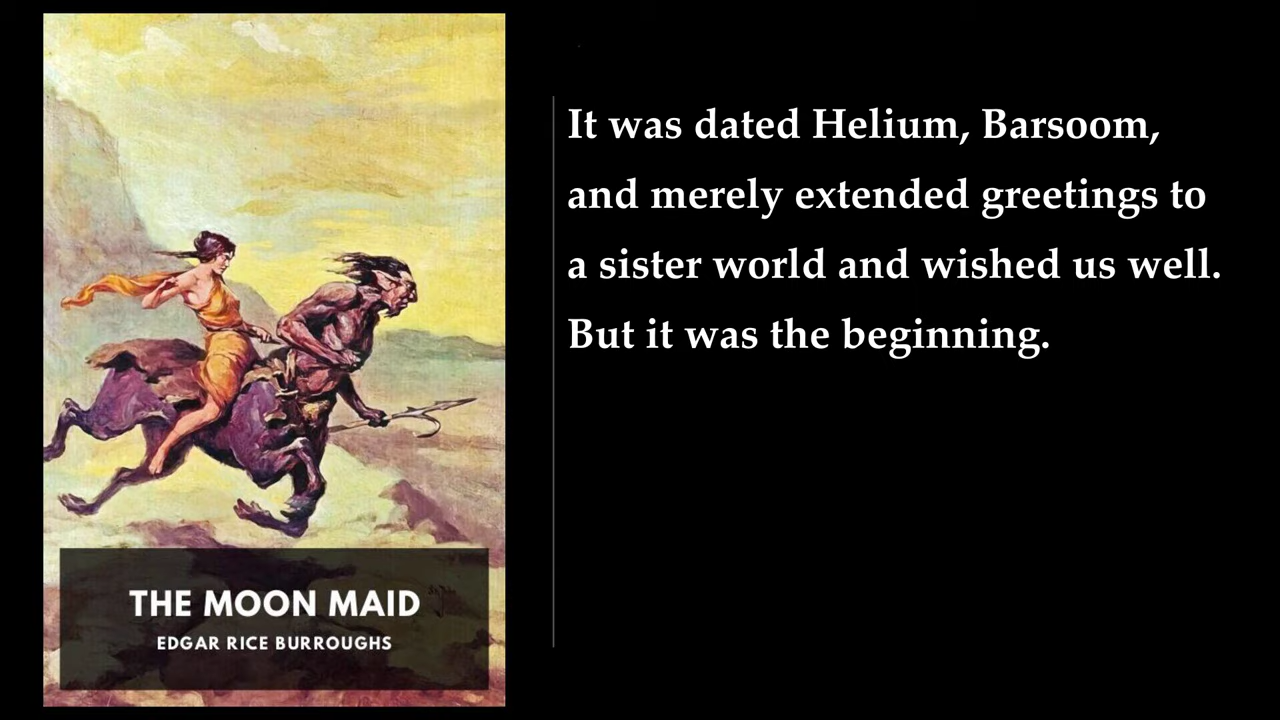 It was dated Helium, Barsoom,
and merely extended greetings to
a sister world and wished us well.
But it was the beginning.
THE MOON MAID
EDGAR RICE BURROUGHS